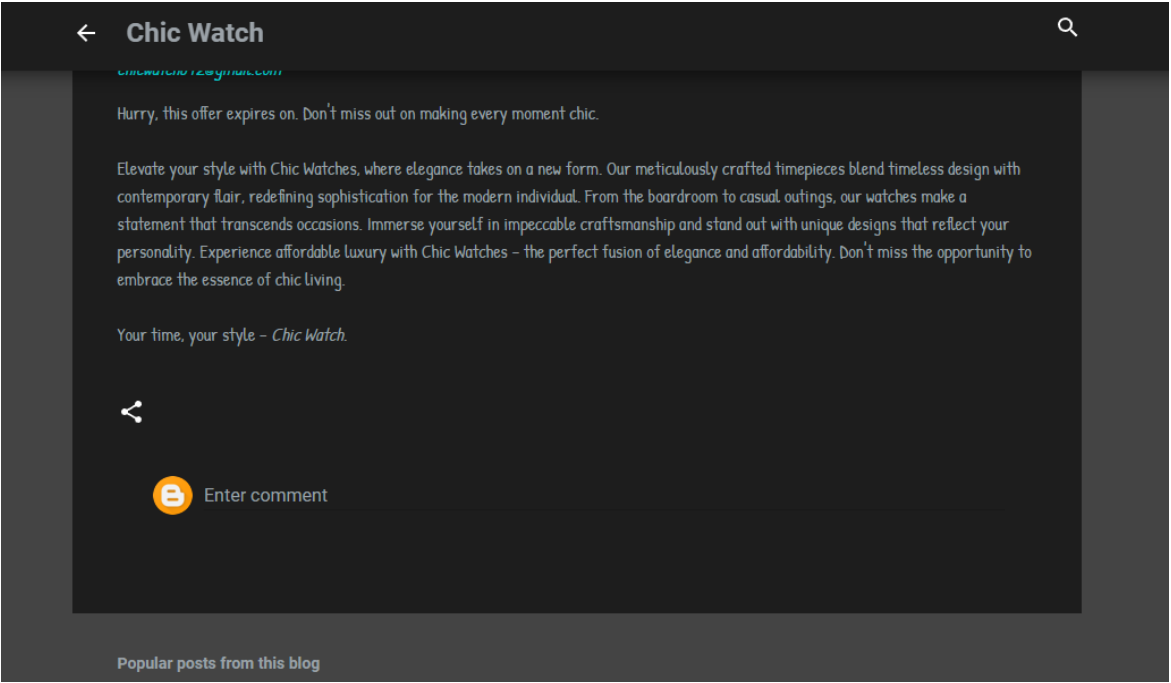 Chic Watch
Hurry, this offer expires on. Don't miss out on making every moment chic.
Elevate your style with Chic Watches, where elegance takes on a new form. Our meticulously crafted timepieces blend timeless design with
contemporary flair, redefining sophistication for the modern individual. From the boardroom to casual outings, our watches make a
statement that transcends occasions. Immerse yourself in impeccable craftsmanship and stand out with unique designs that reflect your
personality. Experience affordable luxury with Chic Watches – the perfect fusion of elegance and affordability. Don't miss the opportunity to
embrace the essence of chic living.
Your time, your style – Chic Watch.
Enter comment
Popular posts from this blog